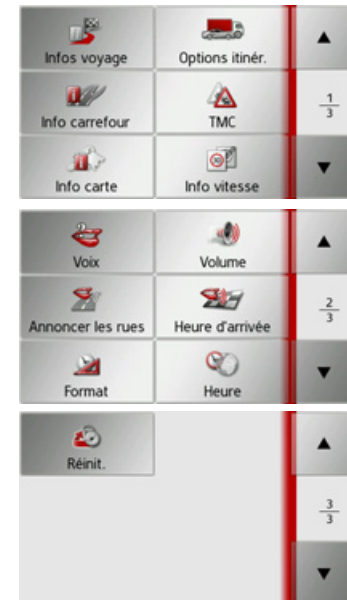 Infos voyage
Options itinér.
Info carrefour
TMC
Info carte
Info vitesse
1
3
Voix
Volume
Annoncer les rues
Heure d'arrivée
Format
Heure
2
3
Réinit.
3
3